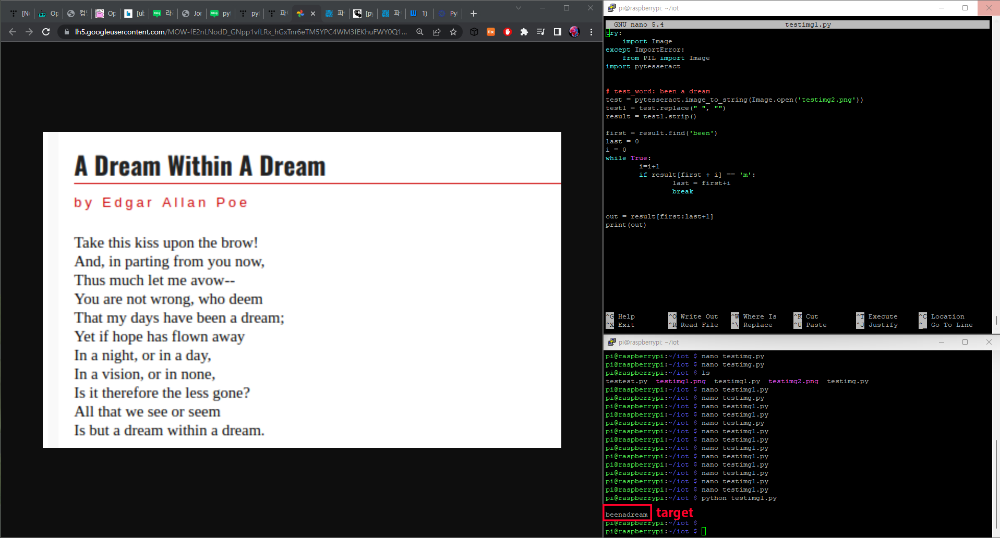 [N
Op
컴
Op
[ul
라
Jor
py
py
파
파
[p
파
1)
Py
lh5.googleusercontent.com/MOW-fE2nLNodD_GNpp1vfLRx_hGxTnr6eTM5YPC4WM3fEKhuFWY0Q1...
A Dream Within A Dream
by Edgar Allan Poe
Take this kiss upon the brow!
And, in parting from you now,
Thus much let me avow--
You are not wrong, who deem
That my days have been a dream;
Yet if hope has flown away
In a night, or in a day,
In a vision, or in none,
Is it therefore the less gone?
All that we see or seem
Is but a dream within a dream.
pi@raspberrypi: ~/iot
GNU nano 5.4 testimg1.py
try:
    import Image
except ImportError:
    from PIL import Image
import pytesseract
# test_word: been a dream
test = pytesseract.image_to_string(Image.open('testimg2.png'))
test1 = test.replace(" ", "")
result = test1.strip()
first = result.find('been')
last = 0
i = 0
while True:
        i=i+1
        if result[first + i] == 'm':
                last = first+i
                break
out = result[first:last+1]
print(out)
^G Help ^O Write Out ^W Where Is ^K Cut ^T Execute ^C Location
^X Exit ^R Read File ^\ Replace ^U Paste ^J Justify ^_ Go To Line
pi@raspberrypi: ~/iot
pi@raspberrypi:~/iot $ nano testimg.py
pi@raspberrypi:~/iot $ nano testimg.py
pi@raspberrypi:~/iot $ ls
testest.py testimg1.png testimg1.py testimg2.png testimg.py
pi@raspberrypi:~/iot $ nano testimg1.py
pi@raspberrypi:~/iot $ nano testimg.py
pi@raspberrypi:~/iot $ nano testimg1.py
pi@raspberrypi:~/iot $ nano testimg1.py
pi@raspberrypi:~/iot $ nano testimg.py
pi@raspberrypi:~/iot $ nano testimg1.py
pi@raspberrypi:~/iot $ nano testimg1.py
pi@raspberrypi:~/iot $ nano testimg1.py
pi@raspberrypi:~/iot $ nano testimg1.py
pi@raspberrypi:~/iot $ nano testimg1.py
pi@raspberrypi:~/iot $ nano testimg1.py
pi@raspberrypi:~/iot $ nano testimg1.py
pi@raspberrypi:~/iot $ nano testimg1.py
pi@raspberrypi:~/iot $ python testimg1.py
beenadream target
pi@raspberrypi:~/iot $
pi@raspberrypi:~/iot $